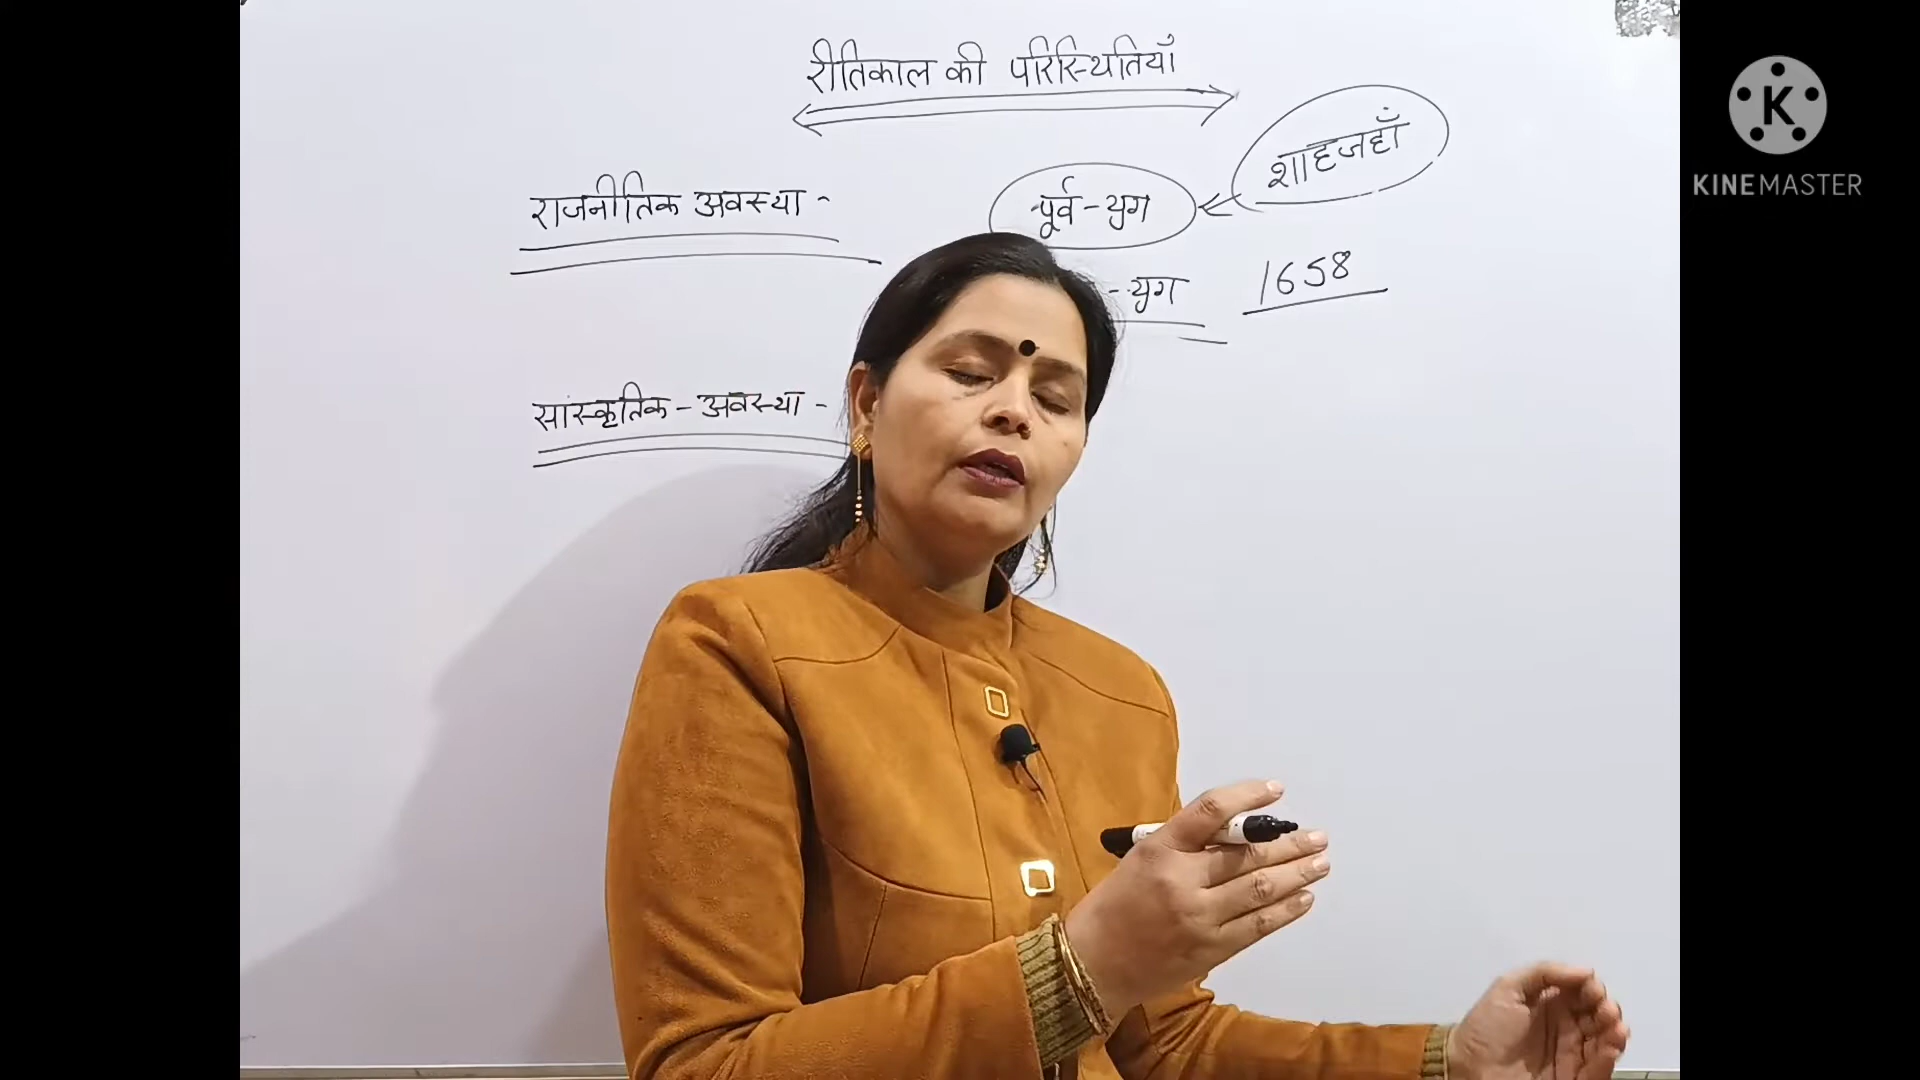 रीतिकाल की परिस्थितियाँ
शाहजहाँ
राजनीतिक अवस्था -
पूर्व - युग
- युग
1658
सांस्कृतिक - अवस्था -
K
KINEMASTER